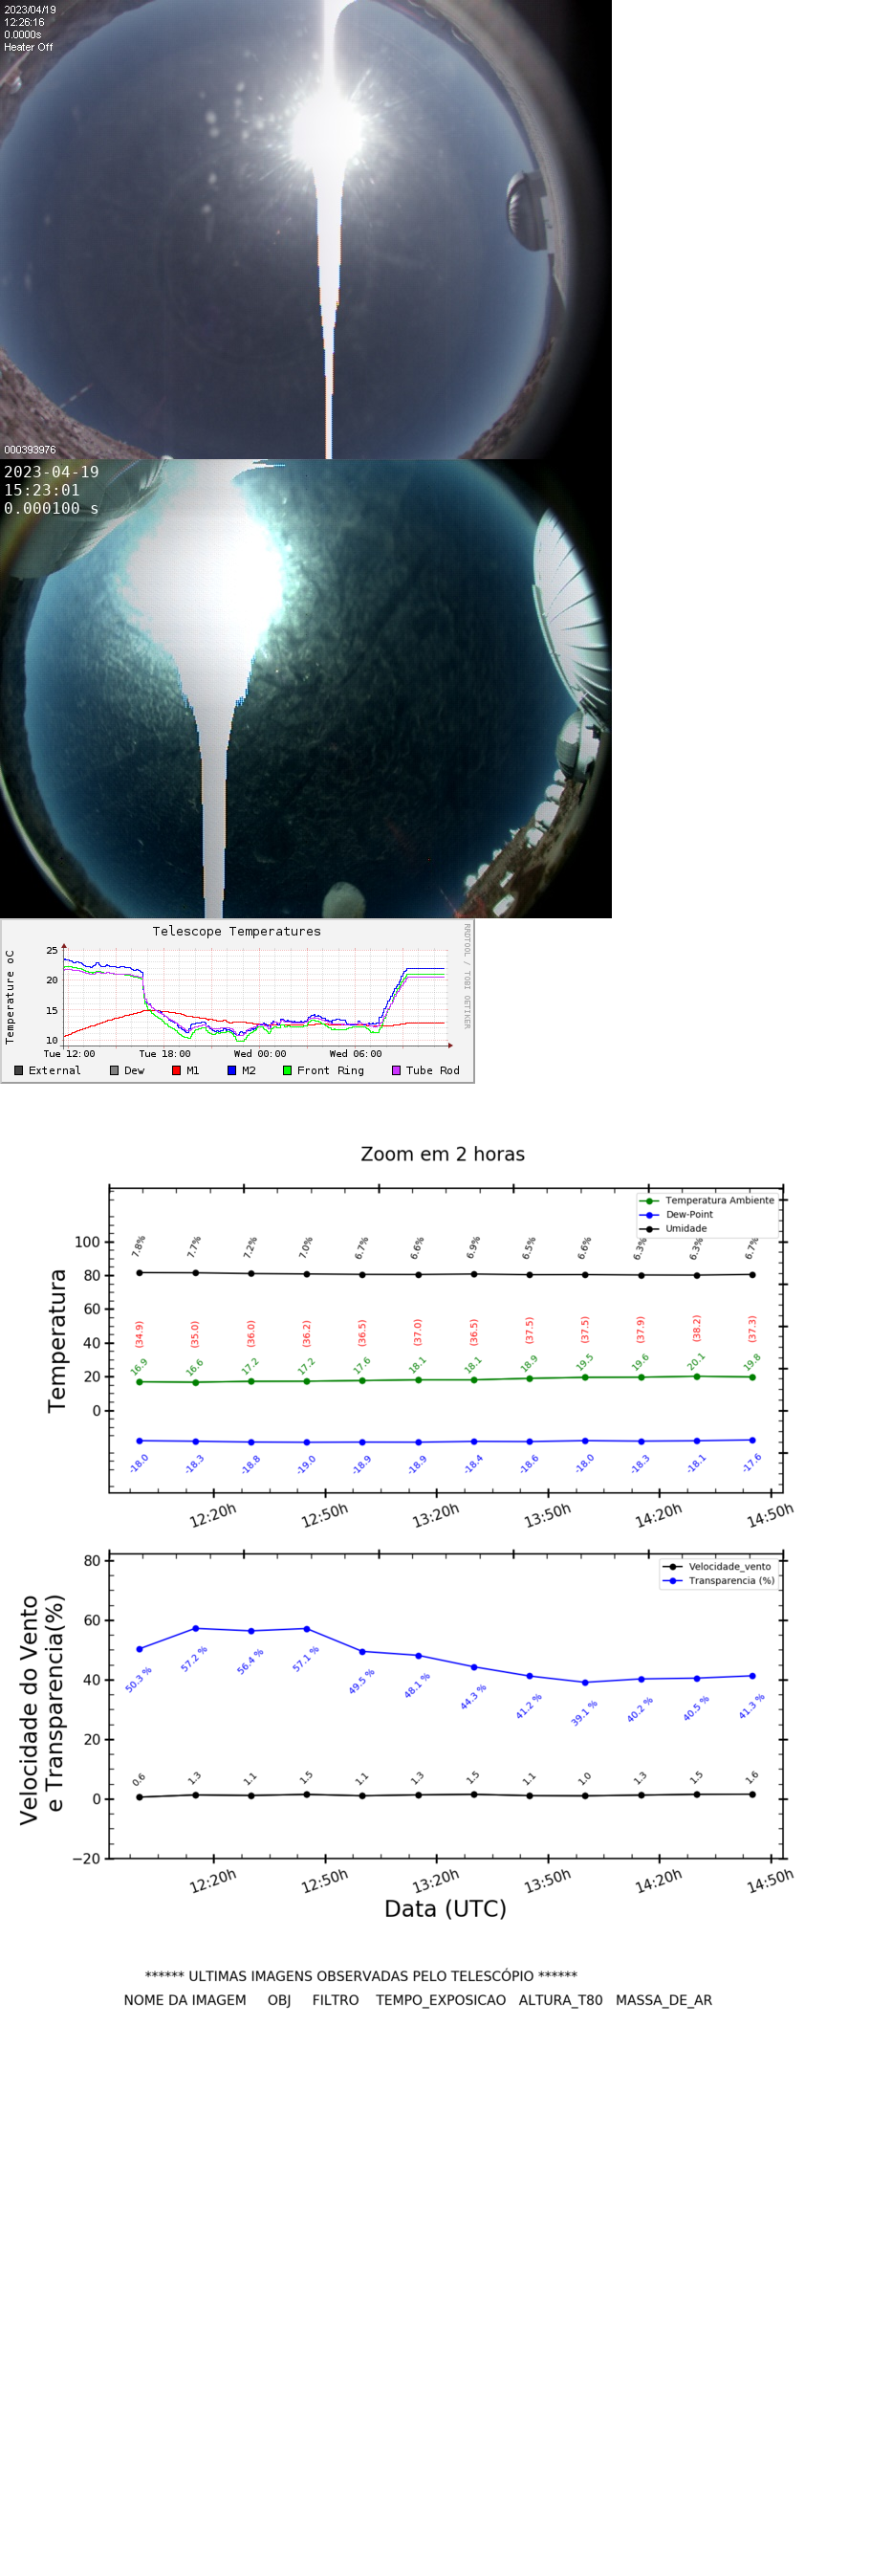 2023/04/19
12:26:16
0.0000s
Heater Off
000393976
2023-04-19
15:23:01
0.000100 s
Telescope Temperatures
RRDTOOL / TOBI OETIKER
Temperature oC
25
20
15
10
Tue 12:00 Tue 18:00 Wed 00:00 Wed 06:00
External Dew M1 M2 Front Ring Tube Rod
Zoom em 2 horas
Temperatura Ambiente
Dew-Point
Umidade
Temperatura
100
80
60
40
20
0
7.8% 7.7% 7.2% 7.0% 6.7% 6.6% 6.9% 6.5% 6.6% 6.3% 6.3% 6.7%
(34.9) (35.0) (36.0) (36.2) (36.5) (37.0) (36.5) (37.5) (37.5) (37.9) (38.2) (37.3)
16.9 16.6 17.2 17.2 17.6 18.1 18.1 18.9 19.5 19.6 20.1 19.8
-18.0 -18.3 -18.8 -19.0 -18.9 -18.9 -18.4 -18.6 -18.0 -18.3 -18.1 -17.6
12:20h 12:50h 13:20h 13:50h 14:20h 14:50h
Velocidade_vento
Transparencia (%)
Velocidade do Vento
e Transparencia(%)
80
60
40
20
0
−20
50.3 % 57.2 % 56.4 % 57.1 % 49.5 % 48.1 % 44.3 % 41.2 % 39.1 % 40.2 % 40.5 % 41.3 %
0.6 1.3 1.1 1.5 1.1 1.3 1.5 1.1 1.0 1.3 1.5 1.6
12:20h 12:50h 13:20h 13:50h 14:20h 14:50h
Data (UTC)
****** ULTIMAS IMAGENS OBSERVADAS PELO TELESCÓPIO ******
NOME DA IMAGEM OBJ FILTRO TEMPO_EXPOSICAO ALTURA_T80 MASSA_DE_AR